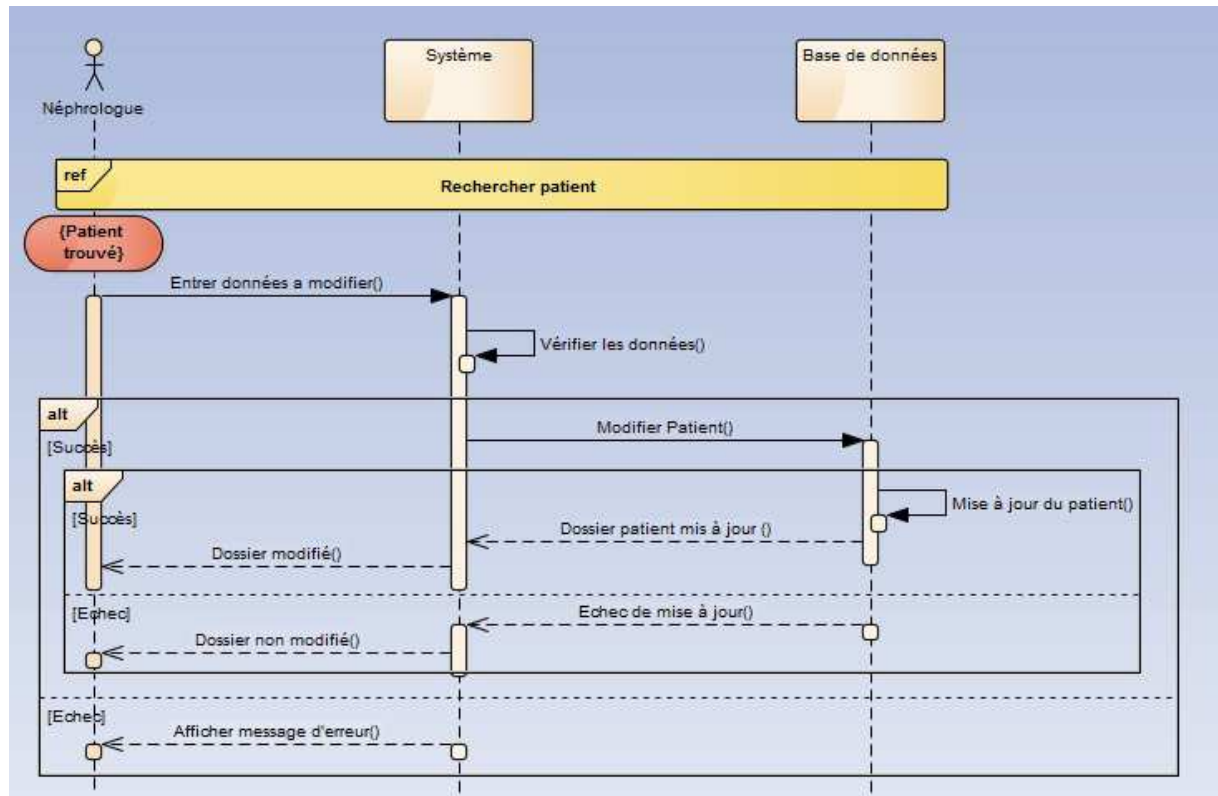 Néphrologue
Système
Base de données
ref
Rechercher patient
{Patient
trouvé}
Entrer données a modifier()
Vérifier les données()
alt
[Succès]
Modifier Patient()
alt
[Succès]
Mise à jour du patient()
Dossier patient mis à jour ()
Dossier modifié()
[Echec]
Echec de mise à jour()
Dossier non modifié()
[Echec]
Afficher message d'erreur()